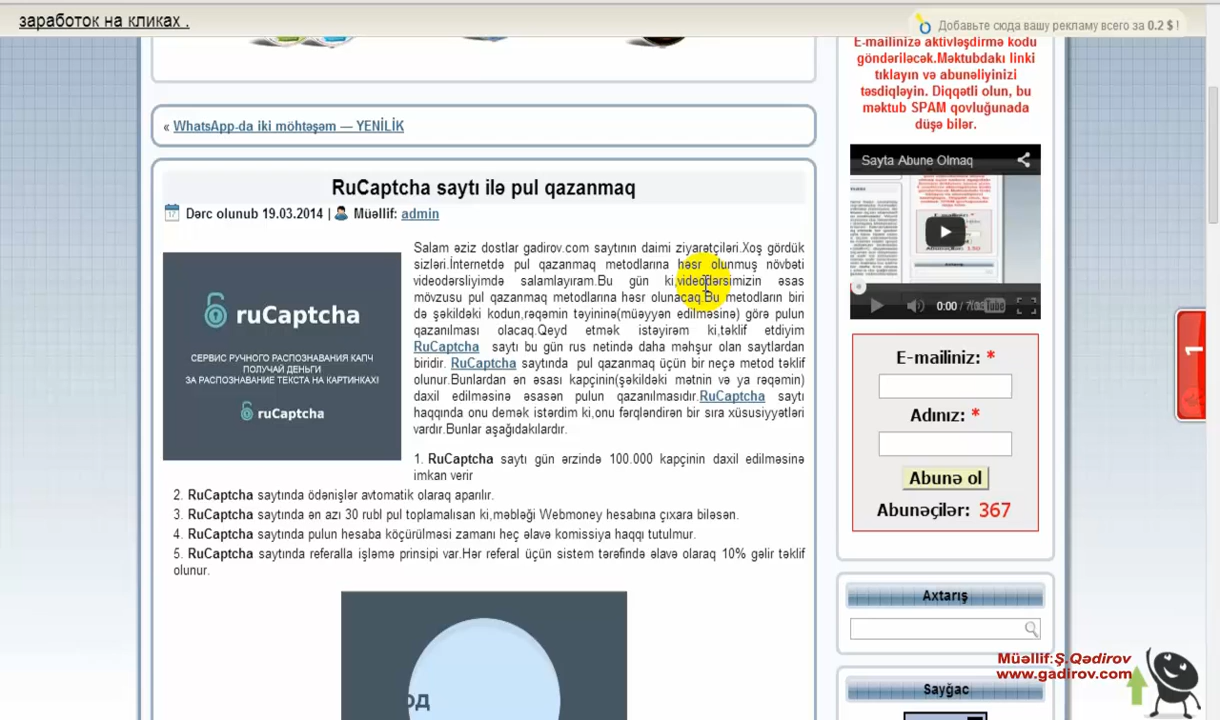 заработок на кликах .
Добавьте сюда вашу рекламу всего за 0.2 $ !
« WhatsApp-da iki möhtəşəm — YENİLİK
RuCaptcha saytı ilə pul qazanmaq
Dərc olunub 19.03.2014 | Müəllif: admin
ruCaptcha
СЕРВИС РУЧНОГО РАСПОЗНАВАНИЯ КАПЧ
ПОЛУЧАЙ ДЕНЬГИ
ЗА РАСПОЗНАВАНИЕ ТЕКСТА НА КАРТИНКАХ!
ruCaptcha
Salam əziz dostlar gadirov.com saytının daimi ziyarətçiləri.Xoş gördük
sizləri.İnternetdə pul qazanmaq metodlarına həsr olunmuş növbəti
videodərsliyimdə salamlayıram.Bu gün ki,videodərsimizin əsas
mövzusu pul qazanmaq metodlarına həsr olunacaq.Bu metodların biri
də şəkildəki kodun,rəqəmin təyininə(müəyyən edilməsinə) görə pulun
qazanılması olacaq.Qeyd etmək istəyirəm ki,təklif etdiyim
RuCaptcha saytı bu gün rus netində daha məhşur olan saytlardan
biridir. RuCaptcha saytında pul qazanmaq üçün bir neçə metod təklif
olunur.Bunlardan ən əsası kapçinin(şəkildəki mətnin və ya rəqəmin)
daxil edilməsinə əsasən pulun qazanılmasıdır.RuCaptcha saytı
haqqında onu demək istərdim ki,onu fərqləndirən bir sıra xüsusiyyətləri
vardır.Bunlar aşağıdakılardır.
1. RuCaptcha saytı gün ərzində 100.000 kapçinin daxil edilməsinə
imkan verir
2. RuCaptcha saytında ödənişlər avtomatik olaraq aparılır.
3. RuCaptcha saytında ən azı 30 rubl pul toplamalısan ki,məbləği Webmoney hesabına çıxara biləsən.
4. RuCaptcha saytında pulun hesaba köçürülməsi zamanı heç əlavə komissiya haqqı tutulmur.
5. RuCaptcha saytında referalla işləmə prinsipi var.Hər referal üçün sistem tərəfində əlavə olaraq 10% gəlir təklif
olunur.
E-mailinizə aktivləşdirmə kodu
göndəriləcək.Məktubdakı linki
tıklayın və abunəliyinizi
təsdiqləyin. Diqqətli olun, bu
məktub SPAM qovluğunada
düşə bilər.
Sayta Abune Olmaq
0:00
YouTube
E-mailiniz: *
Adınız: *
Abunə ol
Abunəçilər: 367
1
Axtarış
Sayğac
Müəllif:Ş.Qədirov
www.gadirov.com